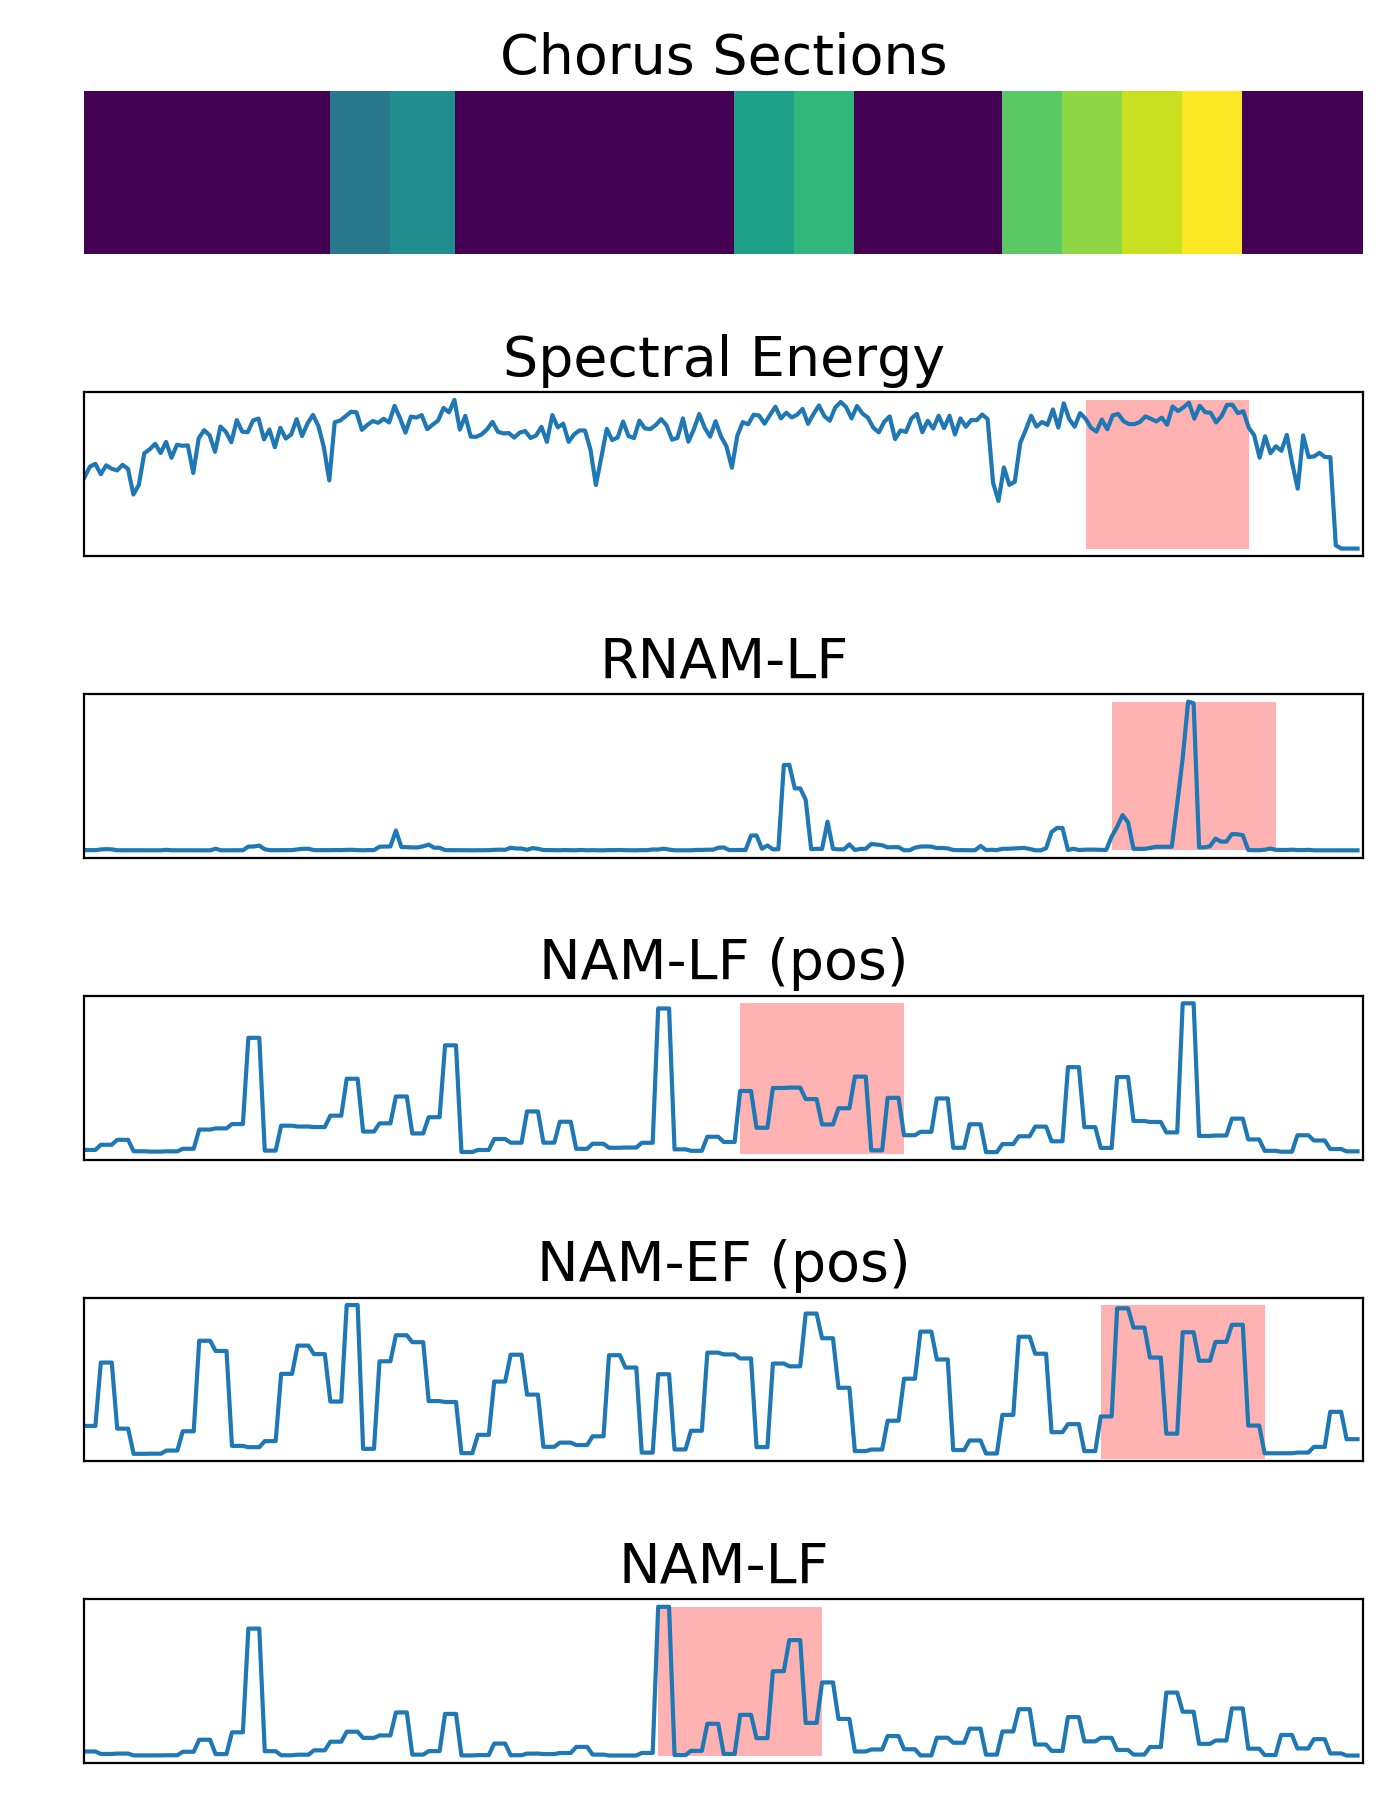 Chorus Sections
Spectral Energy
RNAM-LF
NAM-LF (pos)
NAM-EF (pos)
NAM-LF